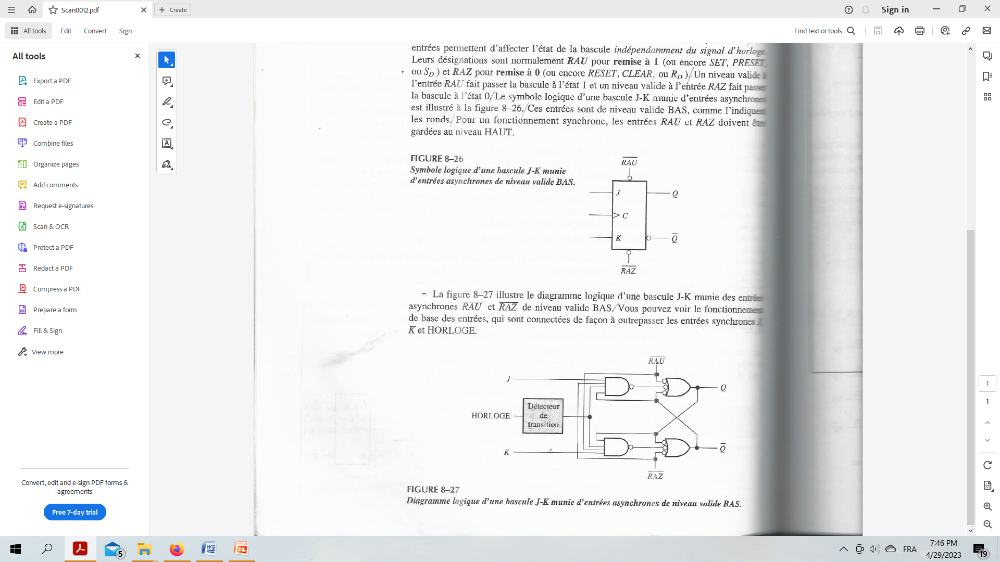 Scan0012.pdf
Create
Sign in
All tools
Edit
Convert
Sign
Find text or tools
All tools
Export a PDF
Edit a PDF
Create a PDF
Combine files
Organize pages
Add comments
Request e-signatures
Scan & OCR
Protect a PDF
Redact a PDF
Compress a PDF
Prepare a form
Fill & Sign
View more
Convert, edit and e-sign PDF forms &
agreements
Free 7-day trial
entrées permettent d'affecter l'état de la bascule indépendamment du signal d'horloge.
Leurs désignations sont normalement RAU pour remise à 1 (ou encore SET, PRESET,
ou S_D) et RAZ pour remise à 0 (ou encore RESET, CLEAR, ou R_D). Un niveau valide à
l'entrée RAU fait passer la bascule à l'état 1 et un niveau valide à l'entrée RAZ fait passer
la bascule à l'état 0. Le symbole logique d'une bascule J-K munie d'entrées asynchrones
est illustré à la figure 8–26. Ces entrées sont de niveau valide BAS, comme l'indiquent
les ronds. Pour un fonctionnement synchrone, les entrées RAU et RAZ doivent être
gardées au niveau HAUT.
FIGURE 8–26
Symbole logique d'une bascule J-K munie
d'entrées asynchrones de niveau valide BAS.
R̅A̅U̅
J
Q
C
K
Q̅
R̅A̅Z̅
– La figure 8–27 illustre le diagramme logique d'une bascule J-K munie des entrées
asynchrones R̅A̅U̅ et R̅A̅Z̅ de niveau valide BAS. Vous pouvez voir le fonctionnement
de base des entrées, qui sont connectées de façon à outrepasser les entrées synchrones J,
K et HORLOGE.
R̅A̅U̅
J
Q
HORLOGE
Détecteur
de
transition
K
Q̅
R̅A̅Z̅
FIGURE 8–27
Diagramme logique d'une bascule J-K munie d'entrées asynchrones de niveau valide BAS.
1
1
1:1
5
FRA
7:46 PM
4/29/2023
19